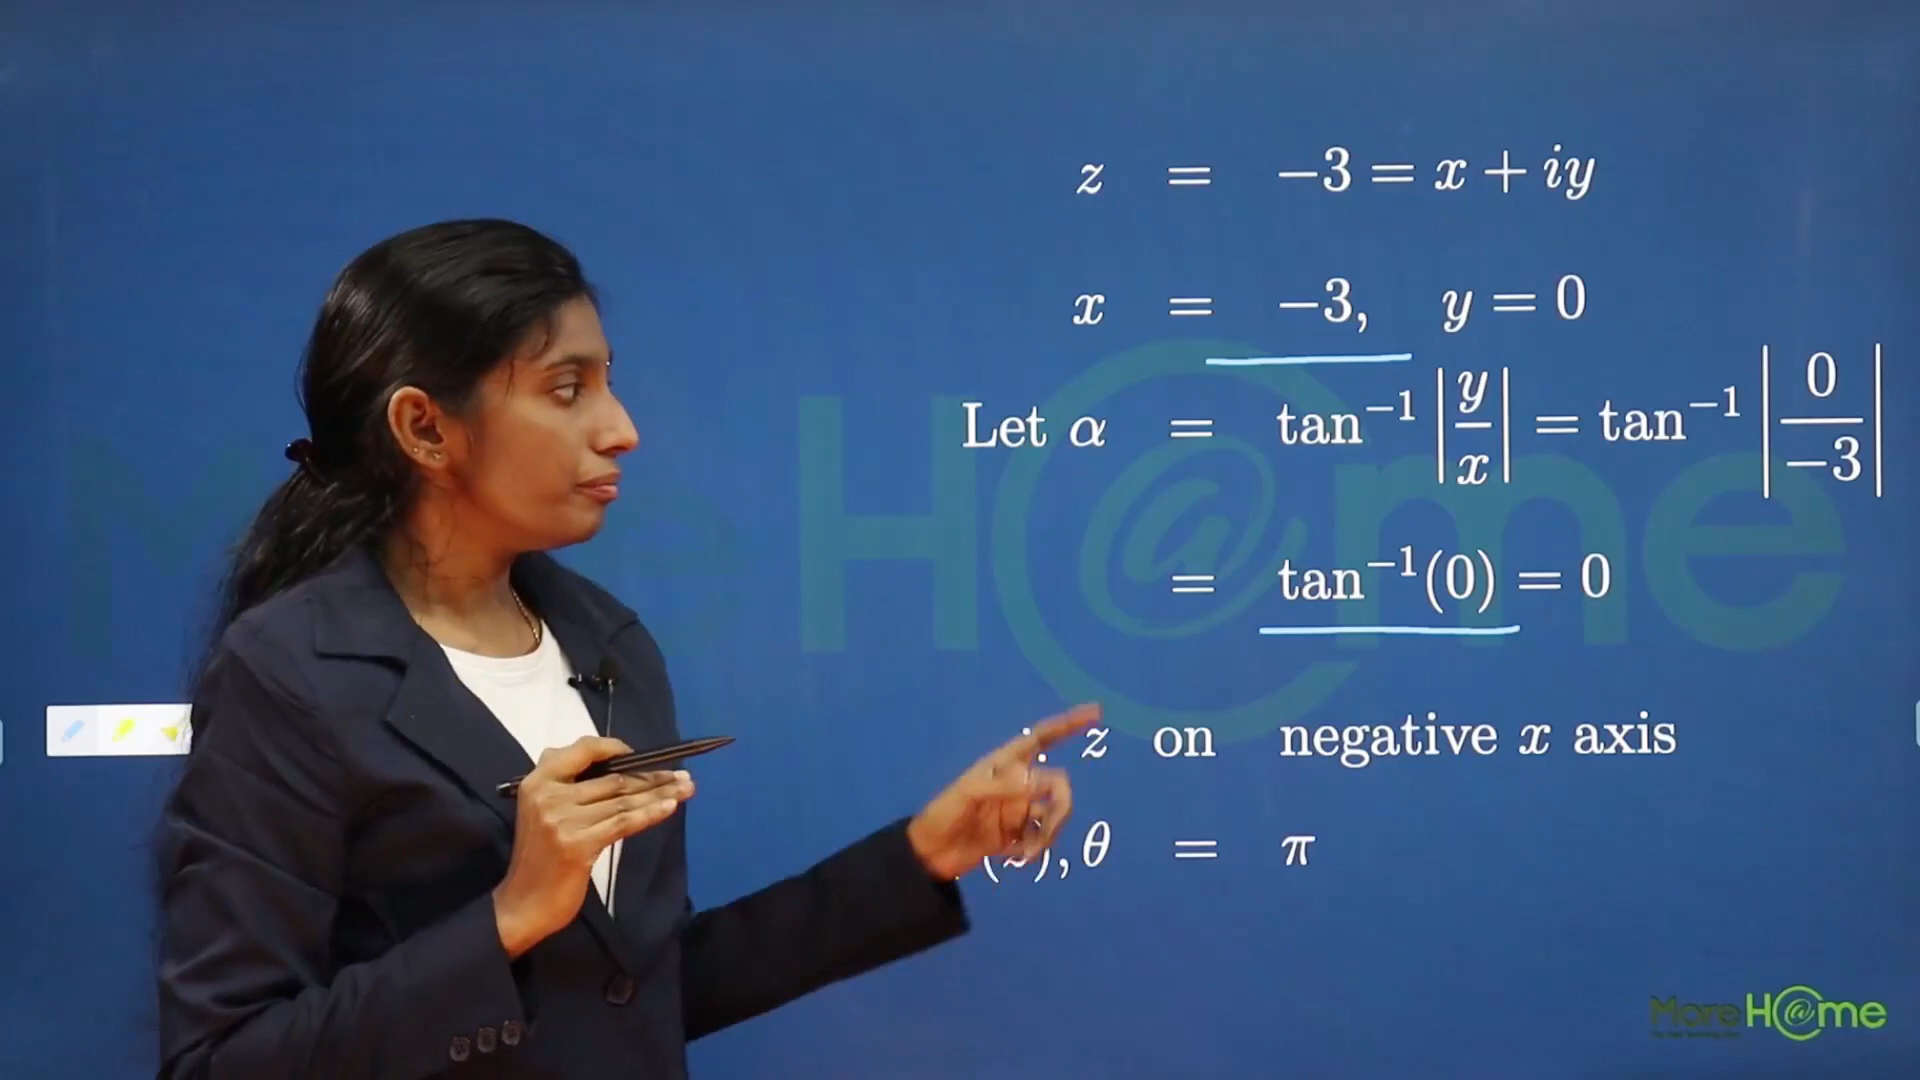 z = −3 = x + iy
x = −3, y = 0
Let α = tan⁻¹ |y/x| = tan⁻¹ |0/−3|
= tan⁻¹(0) = 0
z on negative x axis
(z), θ = π
More H@me